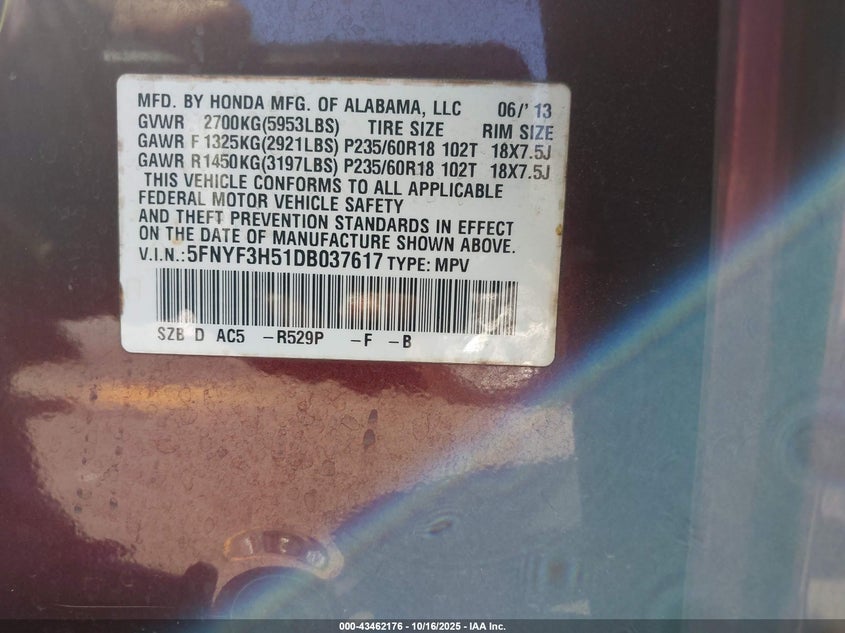 MFD. BY HONDA MFG. OF ALABAMA, LLC 06/'13
GVWR 2700KG(5953LBS) TIRE SIZE RIM SIZE
GAWR F1325KG(2921LBS) P235/60R18 102T 18X7.5J
GAWR R1450KG(3197LBS) P235/60R18 102T 18X7.5J
THIS VEHICLE CONFORMS TO ALL APPLICABLE
FEDERAL MOTOR VEHICLE SAFETY
AND THEFT PREVENTION STANDARDS IN EFFECT
ON THE DATE OF MANUFACTURE SHOWN ABOVE.
V.I.N.:5FNYF3H51DB037617 TYPE: MPV
SZB D AC5 -R529P -F -B
000-43462176 - 10/16/2025 - IAA Inc.